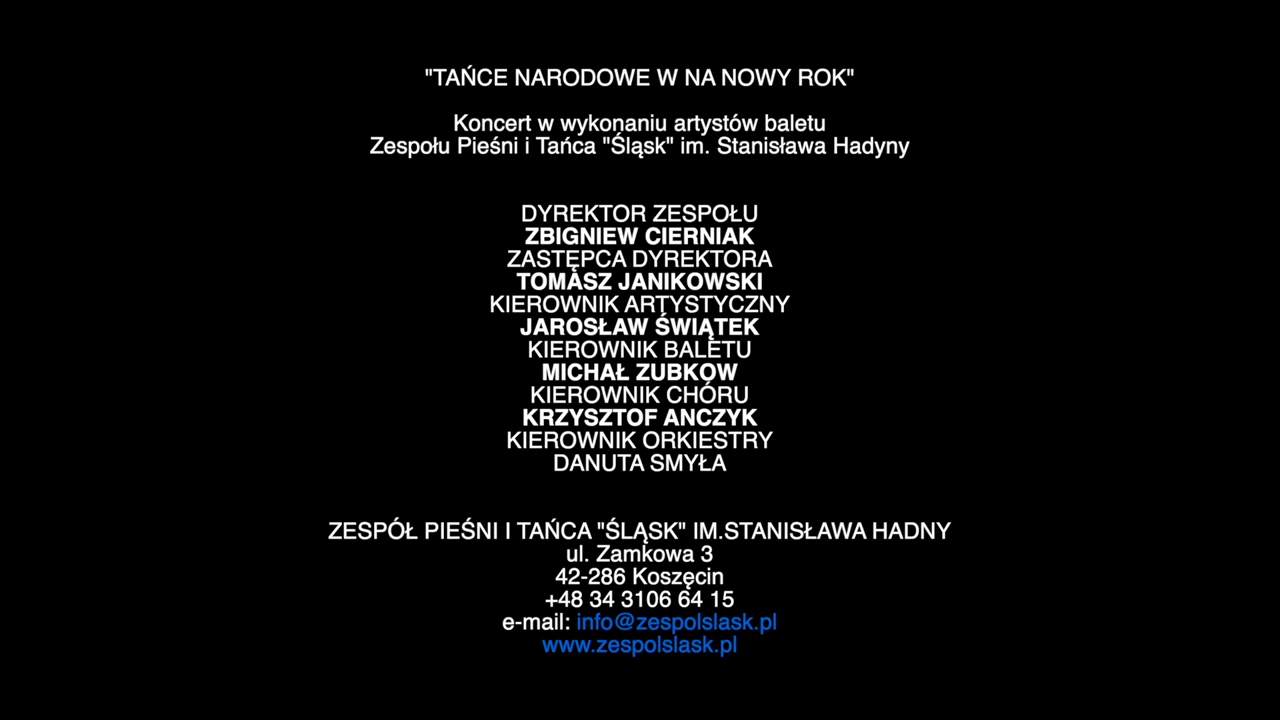 "TAŃCE NARODOWE W NA NOWY ROK"
Koncert w wykonaniu artystów baletu
Zespołu Pieśni i Tańca "Śląsk" im. Stanisława Hadyny
DYREKTOR ZESPOŁU
ZBIGNIEW CIERNIAK
ZASTĘPCA DYREKTORA
TOMASZ JANIKOWSKI
KIEROWNIK ARTYSTYCZNY
JAROSŁAW ŚWIĄTEK
KIEROWNIK BALETU
MICHAŁ ZUBKOW
KIEROWNIK CHÓRU
KRZYSZTOF ANCZYK
KIEROWNIK ORKIESTRY
DANUTA SMYŁA
ZESPÓŁ PIEŚNI I TAŃCA "ŚLĄSK" IM.STANISŁAWA HADNY
ul. Zamkowa 3
42-286 Koszęcin
+48 34 3106 64 15
e-mail: info@zespolslask.pl
www.zespolslask.pl